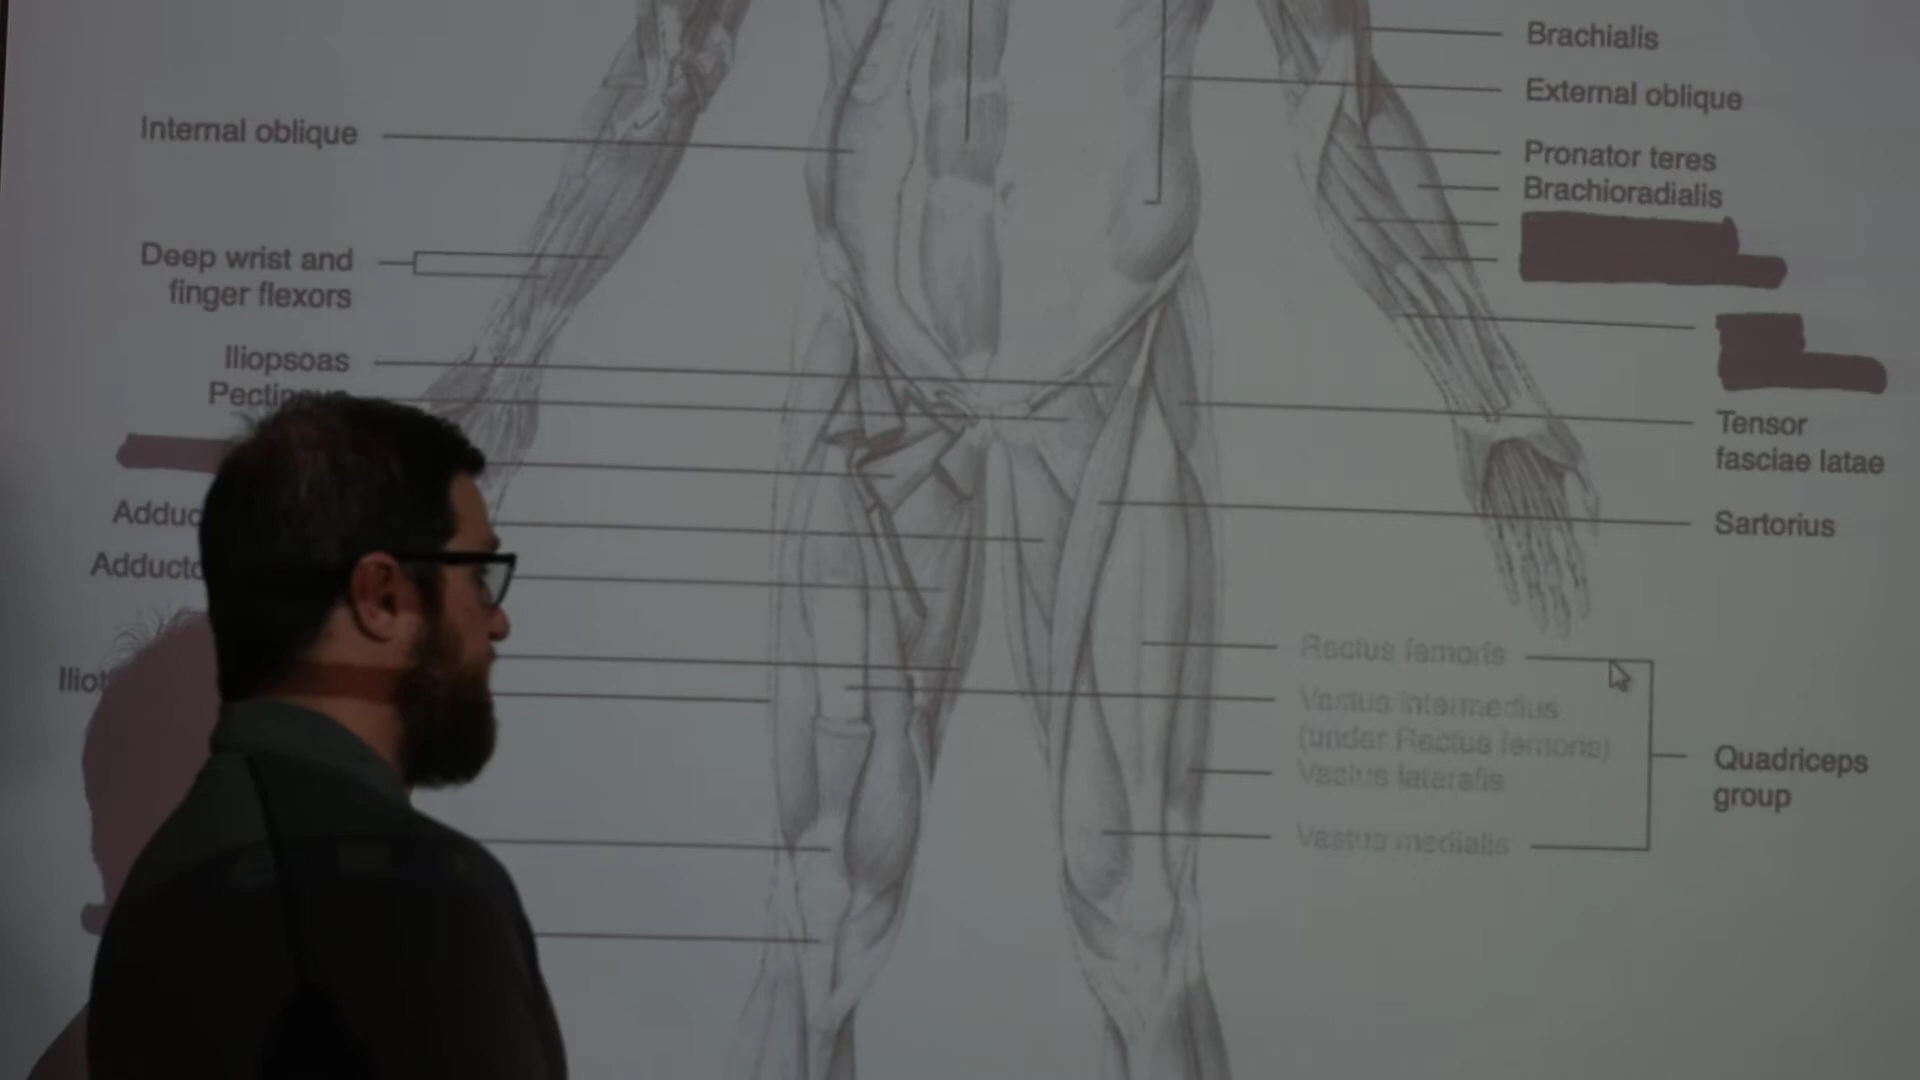 Brachialis
External oblique
Internal oblique
Pronator teres
Brachioradialis
Deep wrist and
finger flexors
Iliopsoas
Tensor
fasciae latae
Sartorius
Rectus femoris
Vastus intermedius
(under Rectus femoris)
Vastus lateralis
Vastus medialis
Quadriceps
group